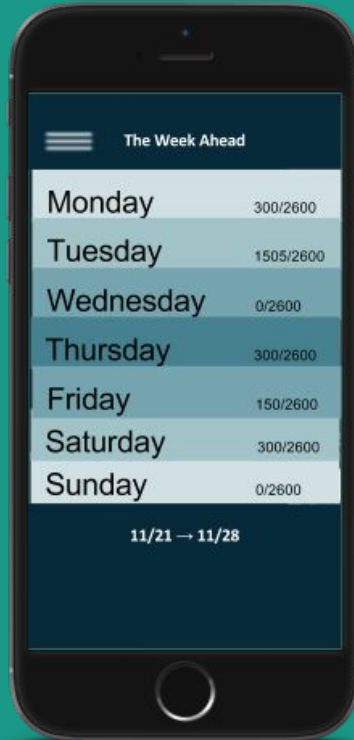 The Week Ahead
Monday 300/2600
Tuesday 1505/2600
Wednesday 0/2600
Thursday 300/2600
Friday 150/2600
Saturday 300/2600
Sunday 0/2600
11/21 → 11/28